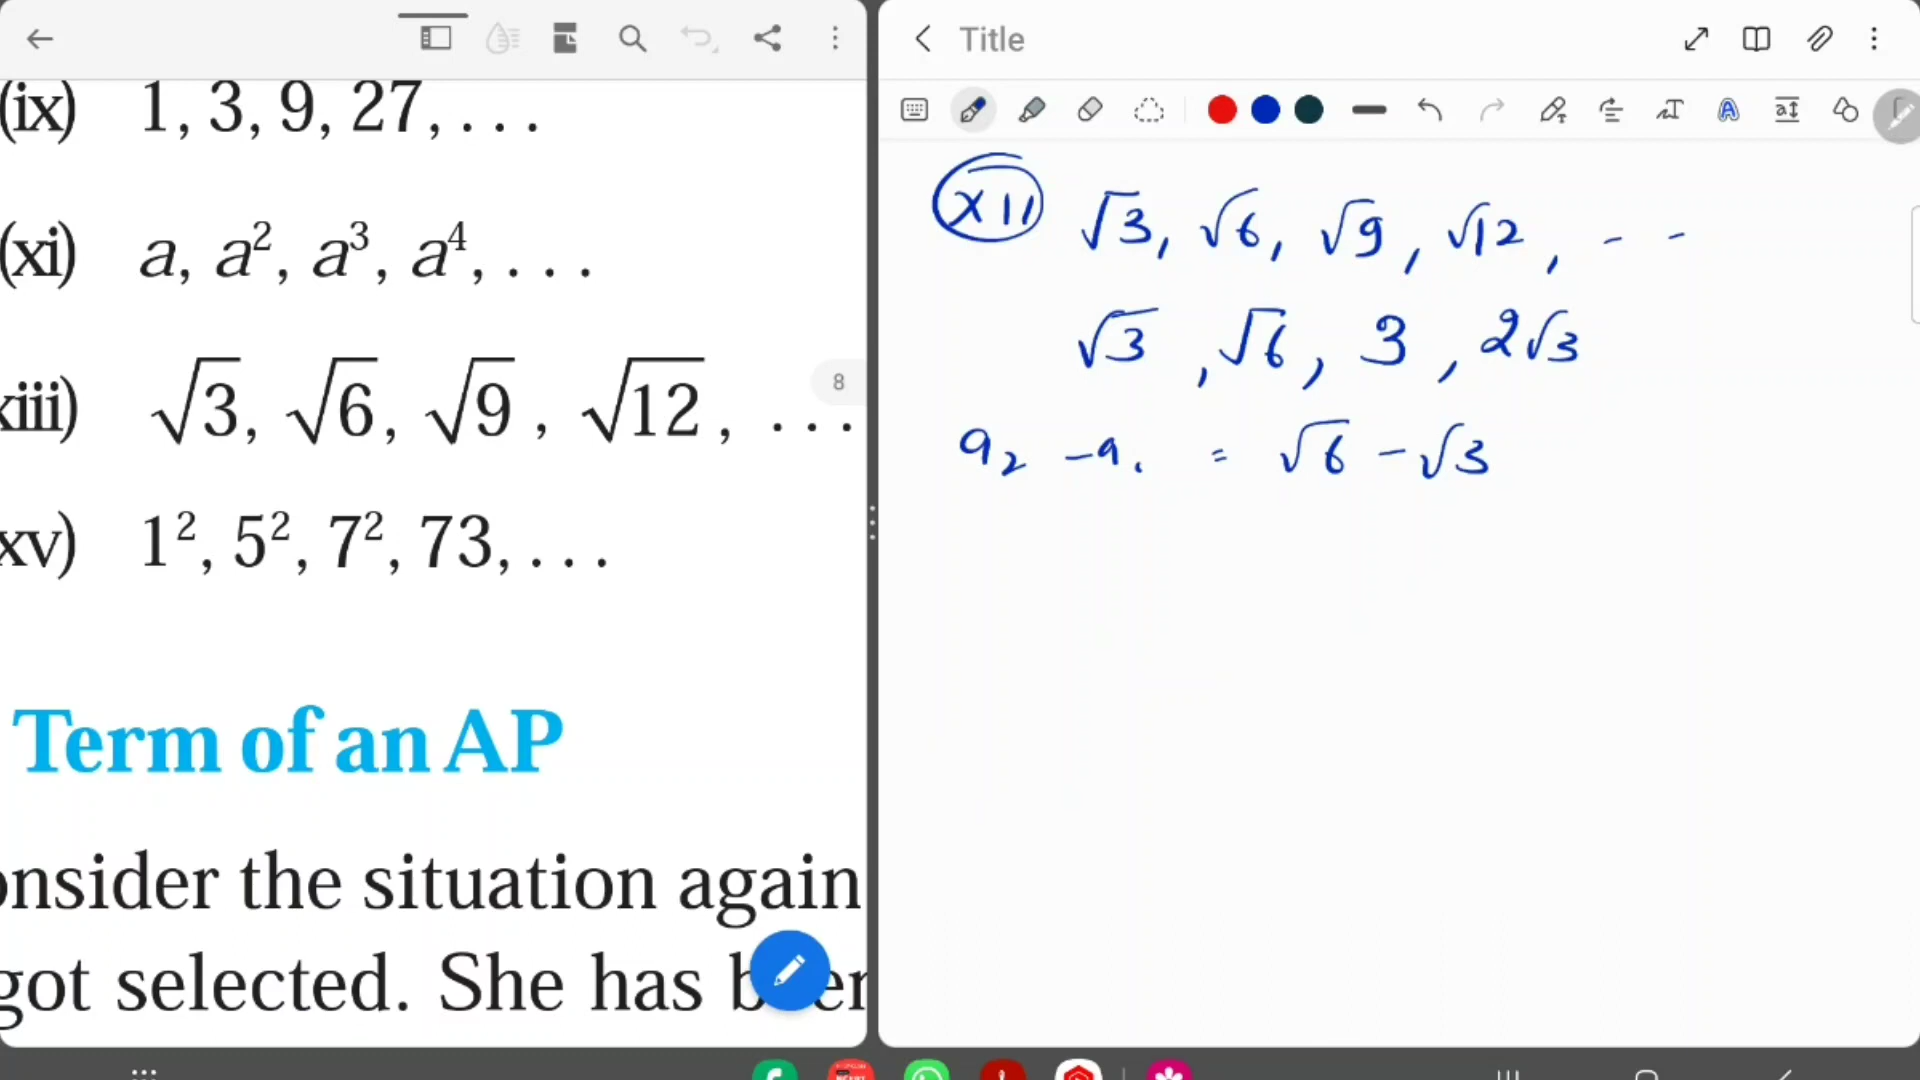 Title
(ix) 1, 3, 9, 27, . . .
(xi) a, a², a³, a⁴, . . .
xiii) √3, √6, √9, √12, . . .
8
xv) 1², 5², 7², 73, . . .
Term of an AP
onsider the situation again
got selected. She has b
XII √3, √6, √9, √12, - -
√3, √6, 3, 2√3
a₂ - a₁ = √6 - √3